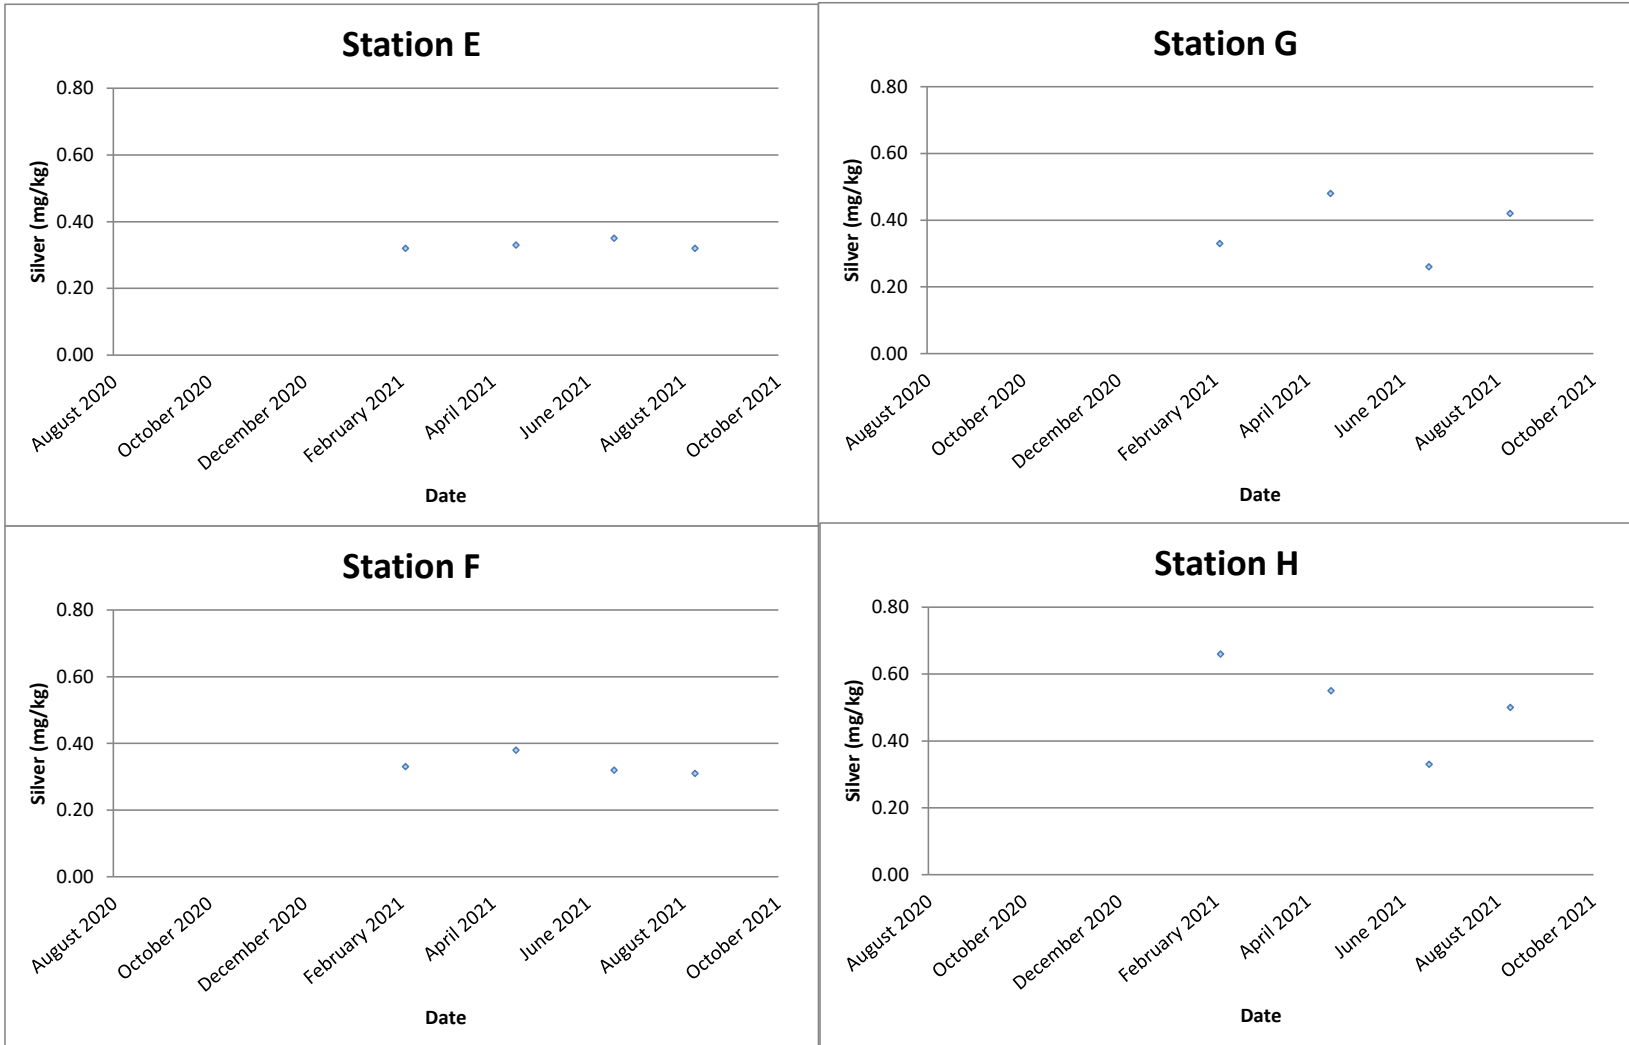 Station E
0.80
0.60
0.40
0.20
0.00
Silver (mg/kg)
August 2020
October 2020
December 2020
February 2021
April 2021
June 2021
August 2021
October 2021
Date
Station G
0.80
0.60
0.40
0.20
0.00
Silver (mg/kg)
August 2020
October 2020
December 2020
February 2021
April 2021
June 2021
August 2021
October 2021
Date
Station F
0.80
0.60
0.40
0.20
0.00
Silver (mg/kg)
August 2020
October 2020
December 2020
February 2021
April 2021
June 2021
August 2021
October 2021
Date
Station H
0.80
0.60
0.40
0.20
0.00
Silver (mg/kg)
August 2020
October 2020
December 2020
February 2021
April 2021
June 2021
August 2021
October 2021
Date